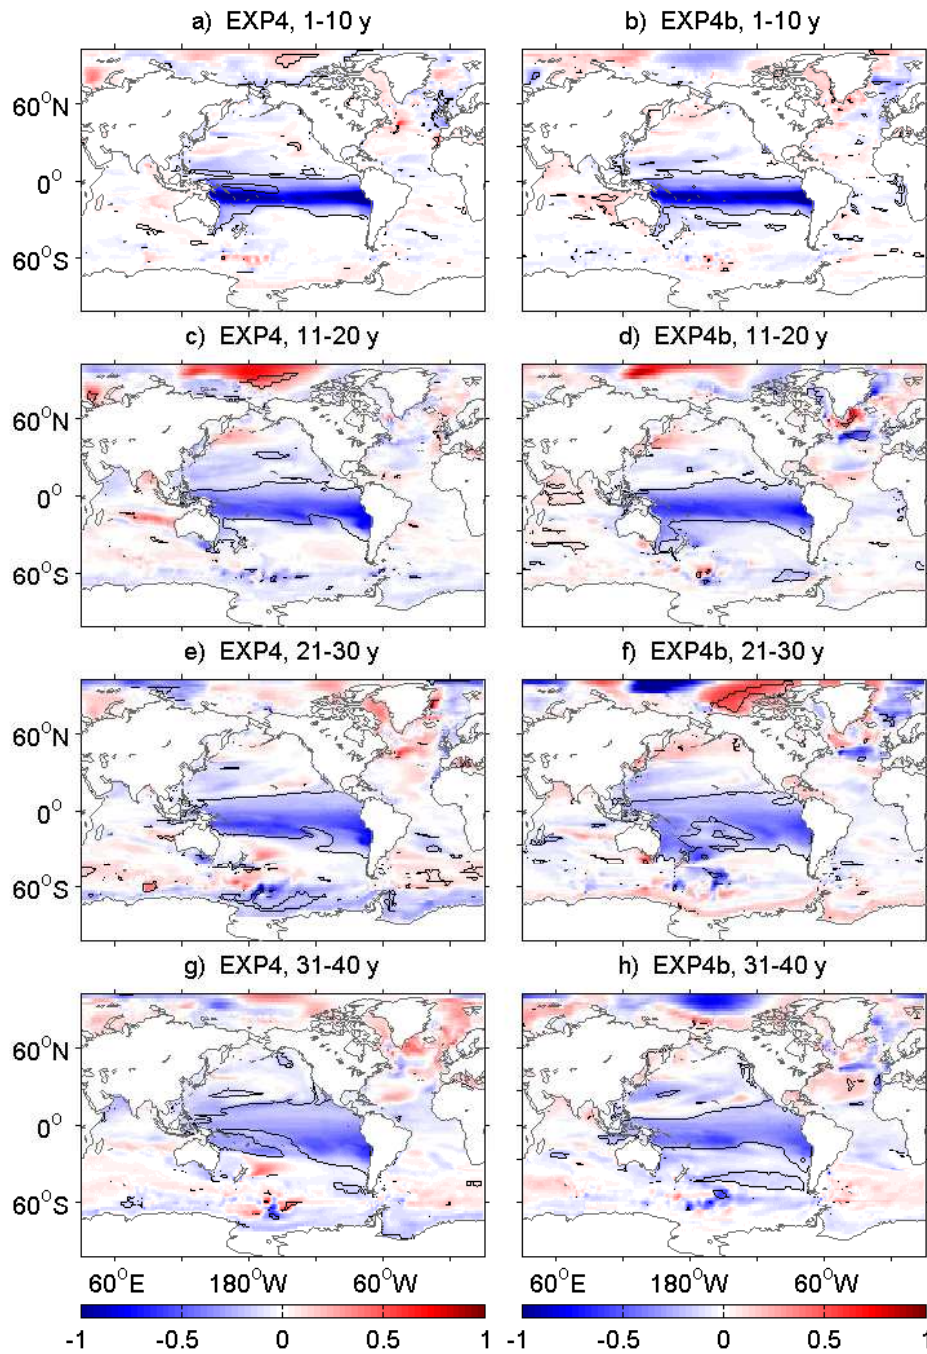 a) EXP4, 1-10 y
b) EXP4b, 1-10 y
60°N
0°
60°S
c) EXP4, 11-20 y
d) EXP4b, 11-20 y
60°N
0°
60°S
e) EXP4, 21-30 y
f) EXP4b, 21-30 y
60°N
0°
60°S
g) EXP4, 31-40 y
h) EXP4b, 31-40 y
60°N
0°
60°S
60°E 180°W 60°W
60°E 180°W 60°W
-1 -0.5 0 0.5 1
-1 -0.5 0 0.5 1